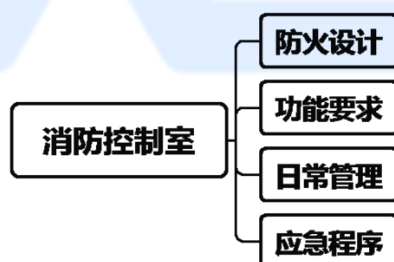 消防控制室
防火设计
功能要求
日常管理
应急程序